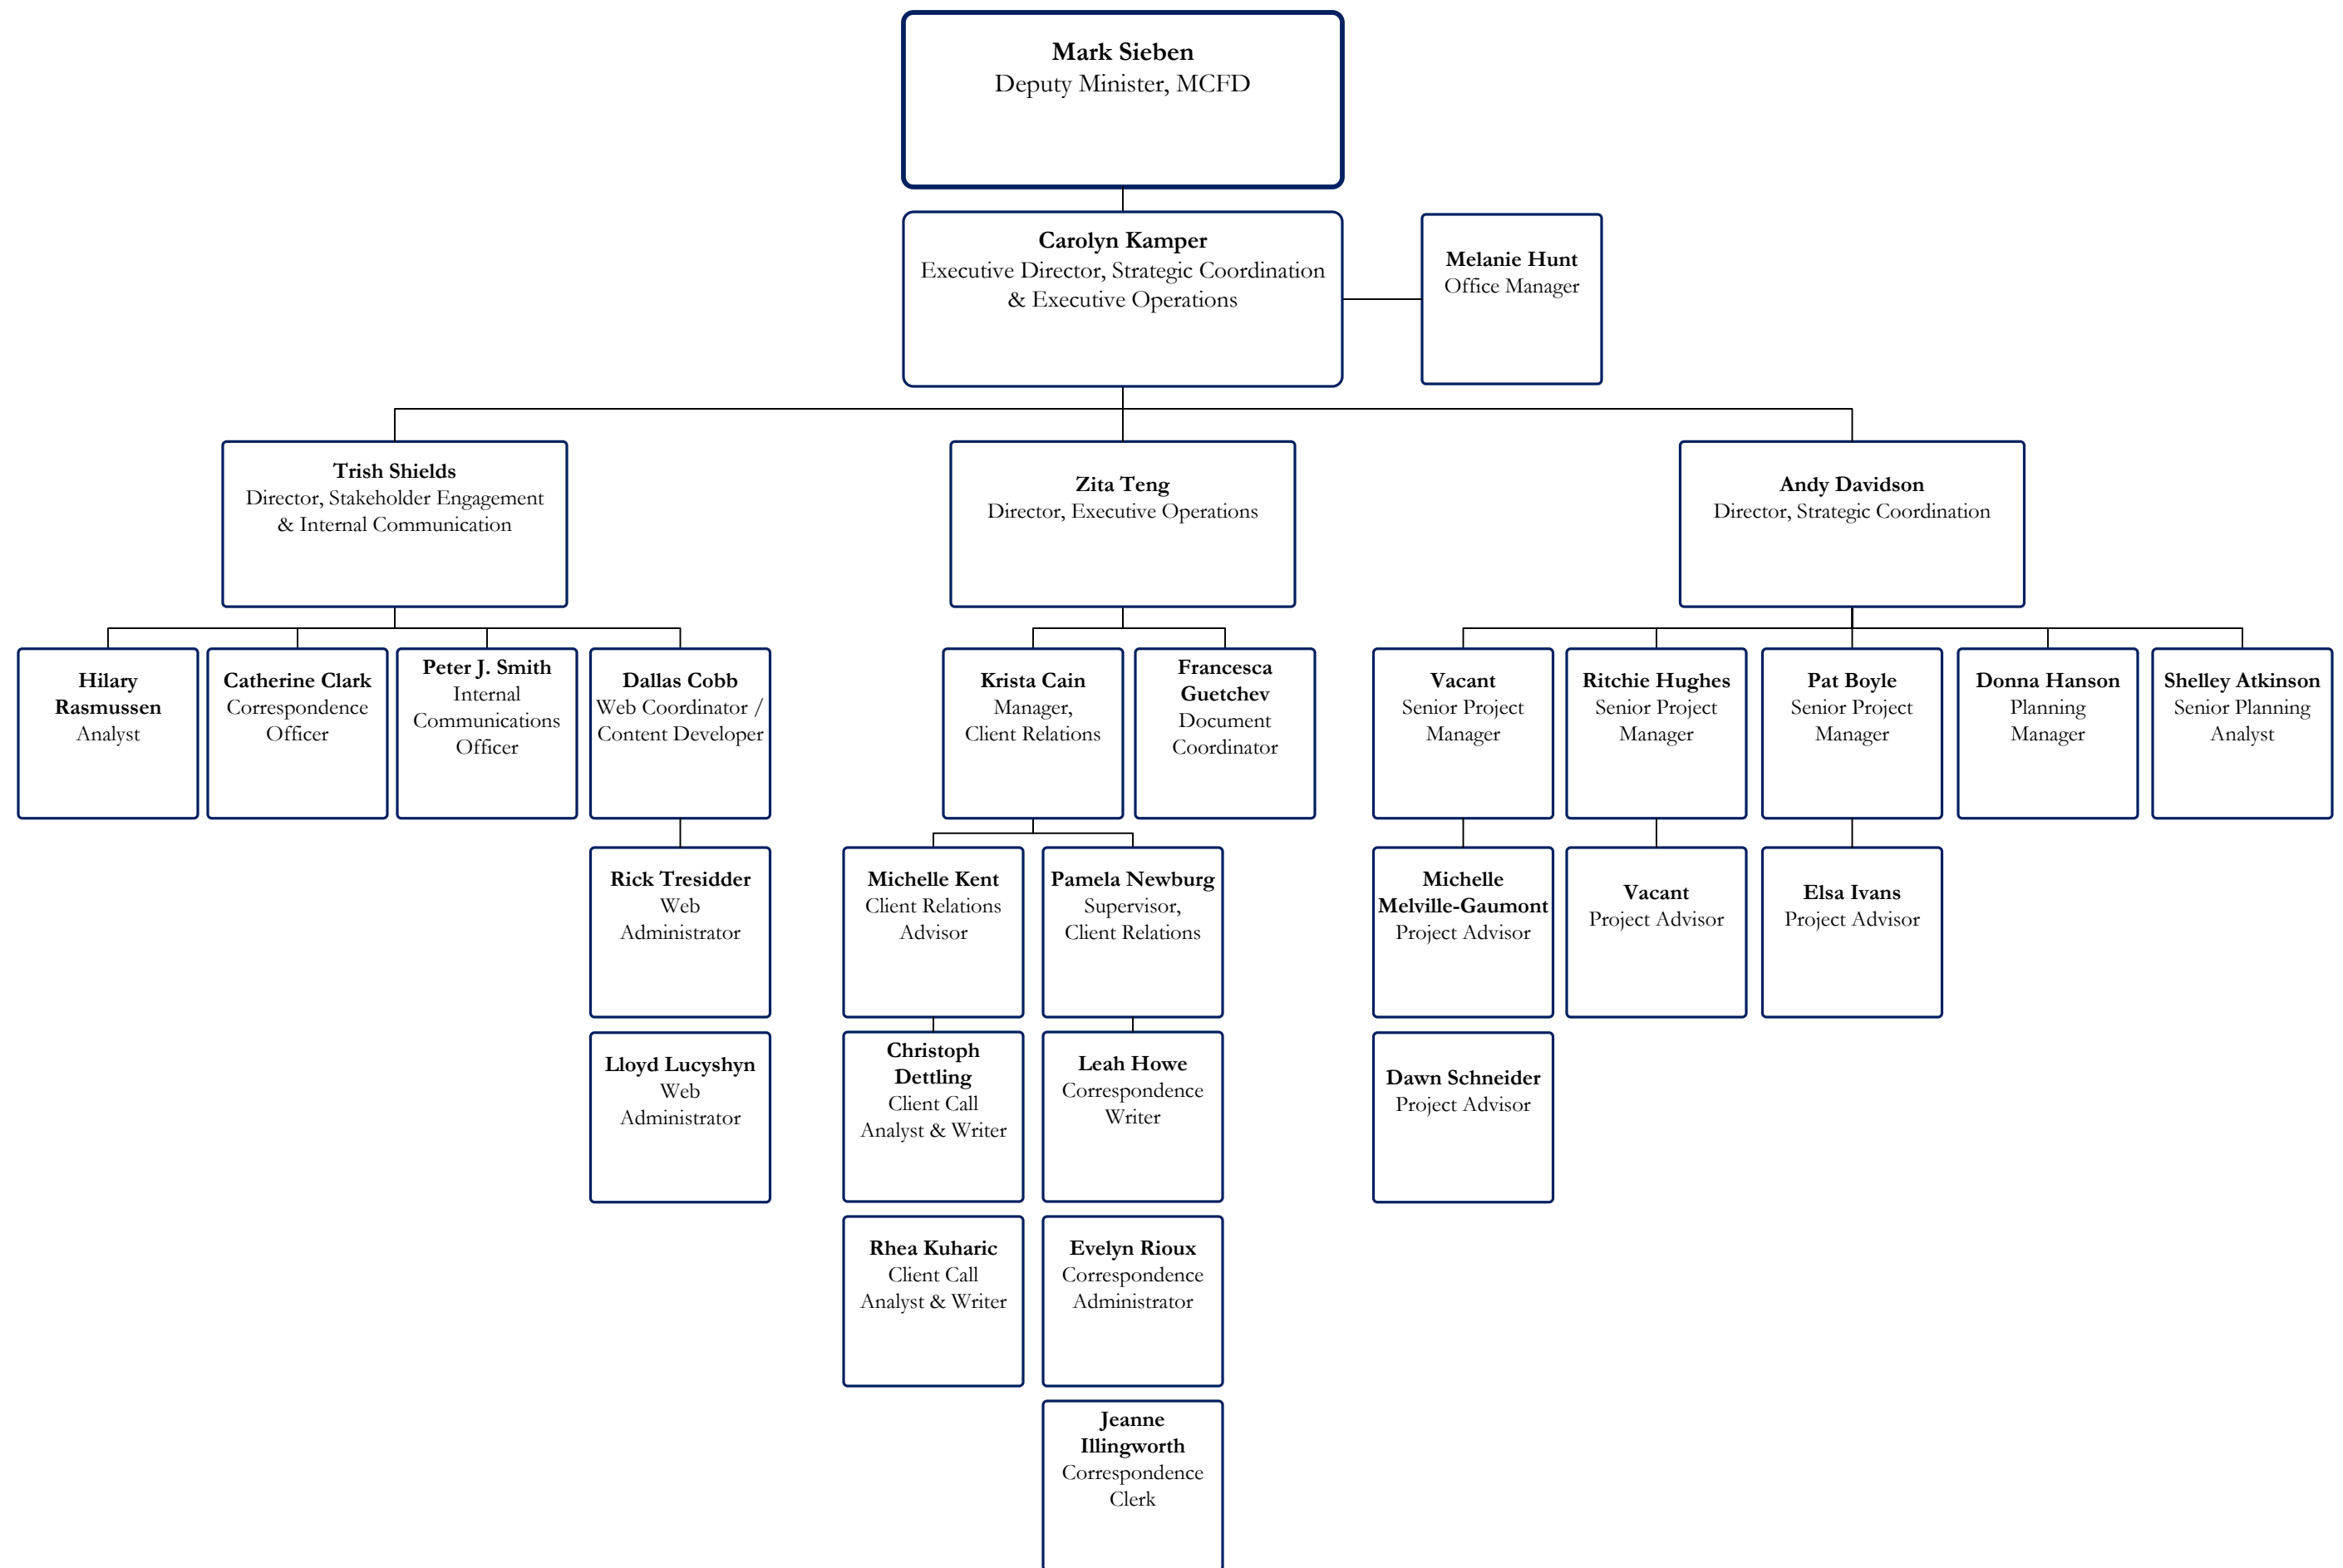 Mark Sieben
Deputy Minister, MCFD
Carolyn Kamper
Executive Director, Strategic Coordination
& Executive Operations
Melanie Hunt
Office Manager
Trish Shields
Director, Stakeholder Engagement
& Internal Communication
Zita Teng
Director, Executive Operations
Andy Davidson
Director, Strategic Coordination
Hilary
Rasmussen
Analyst
Catherine Clark
Correspondence
Officer
Peter J. Smith
Internal
Communications
Officer
Dallas Cobb
Web Coordinator /
Content Developer
Krista Cain
Manager,
Client Relations
Francesca
Guetchev
Document
Coordinator
Vacant
Senior Project
Manager
Ritchie Hughes
Senior Project
Manager
Pat Boyle
Senior Project
Manager
Donna Hanson
Planning
Manager
Shelley Atkinson
Senior Planning
Analyst
Rick Tresidder
Web
Administrator
Michelle Kent
Client Relations
Advisor
Pamela Newburg
Supervisor,
Client Relations
Michelle
Melville-Gaumont
Project Advisor
Vacant
Project Advisor
Elsa Ivans
Project Advisor
Lloyd Lucyshyn
Web
Administrator
Christoph
Dettling
Client Call
Analyst & Writer
Leah Howe
Correspondence
Writer
Dawn Schneider
Project Advisor
Rhea Kuharic
Client Call
Analyst & Writer
Evelyn Rioux
Correspondence
Administrator
Jeanne
Illingworth
Correspondence
Clerk